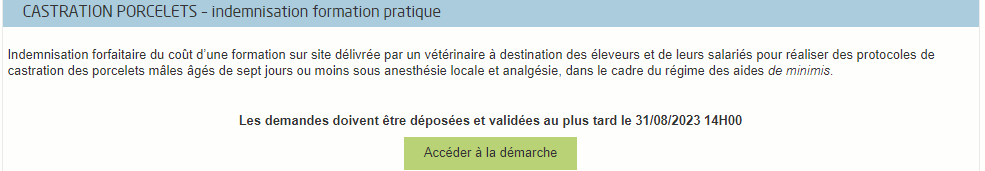 CASTRATION PORCELETS – indemnisation formation pratique
Indemnisation forfaitaire du coût d'une formation sur site délivrée par un vétérinaire à destination des éleveurs et de leurs salariés pour réaliser des protocoles de
castration des porcelets mâles âgés de sept jours ou moins sous anesthésie locale et analgésie, dans le cadre du régime des aides de minimis.
Les demandes doivent être déposées et validées au plus tard le 31/08/2023 14H00
Accéder à la démarche